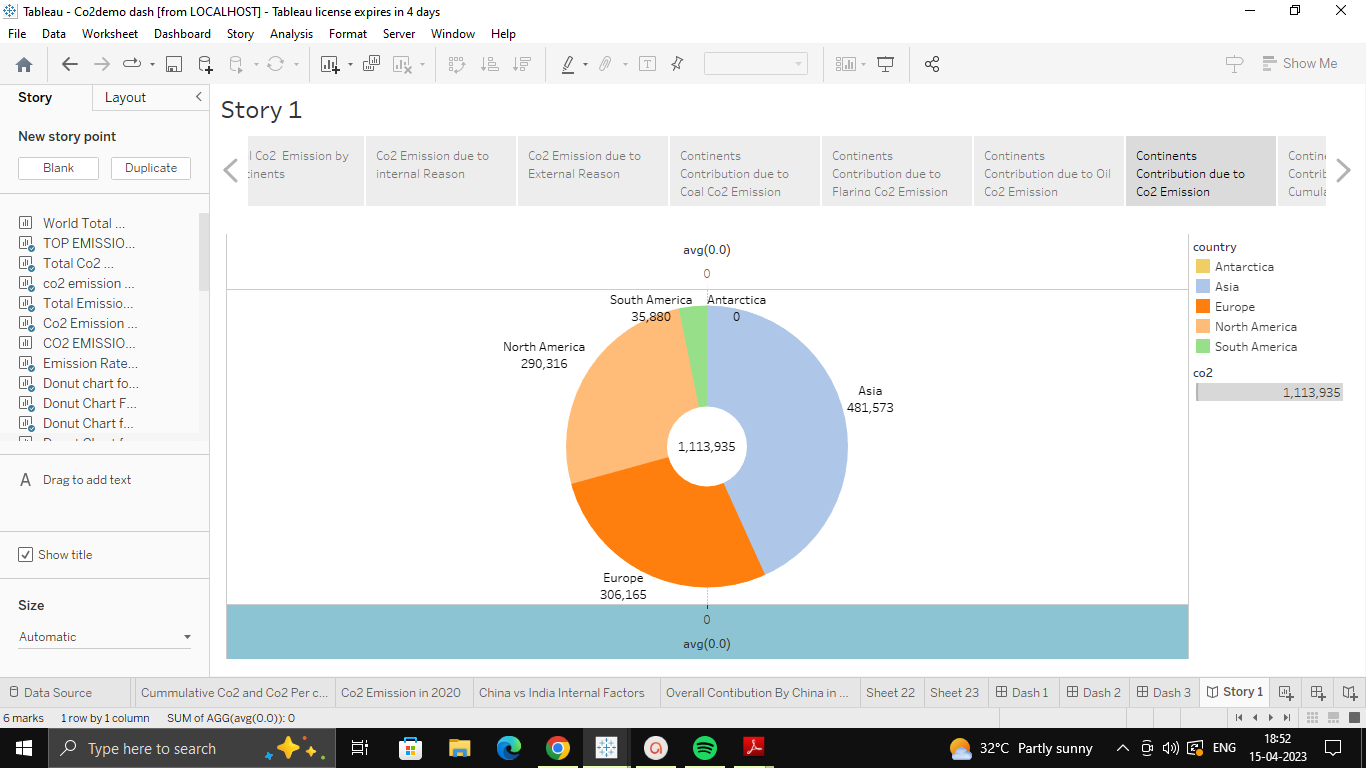 Tableau - Co2demo dash [from LOCALHOST] - Tableau license expires in 4 days
File Data Worksheet Dashboard Story Analysis Format Server Window Help
Show Me
Story Layout
New story point
Blank Duplicate
World Total ...
TOP EMISSIO...
Total Co2 ...
co2 emission ...
Total Emissio...
Co2 Emission ...
CO2 EMISSIO...
Emission Rate...
Donut chart fo...
Donut Chart F...
Donut Chart f...
A Drag to add text
Show title
Size
Automatic
Story 1
l Co2 Emission by
inents
Co2 Emission due to
internal Reason
Co2 Emission due to
External Reason
Continents
Contribution due to
Coal Co2 Emission
Continents
Contribution due to
Flaring Co2 Emission
Continents
Contribution due to Oil
Co2 Emission
Continents
Contribution due to
Co2 Emission
Contin
Contrib
Cumula
avg(0.0)
0
South America
35,880
Antarctica
0
North America
290,316
Asia
481,573
1,113,935
Europe
306,165
0
avg(0.0)
country
Antarctica
Asia
Europe
North America
South America
co2
1,113,935
Data Source Cummulative Co2 and Co2 Per c... Co2 Emission in 2020 China vs India Internal Factors Overall Contibution By China in ... Sheet 22 Sheet 23 Dash 1 Dash 2 Dash 3 Story 1
6 marks 1 row by 1 column SUM of AGG(avg(0.0)): 0
Type here to search
32°C Partly sunny
ENG
18:52
15-04-2023